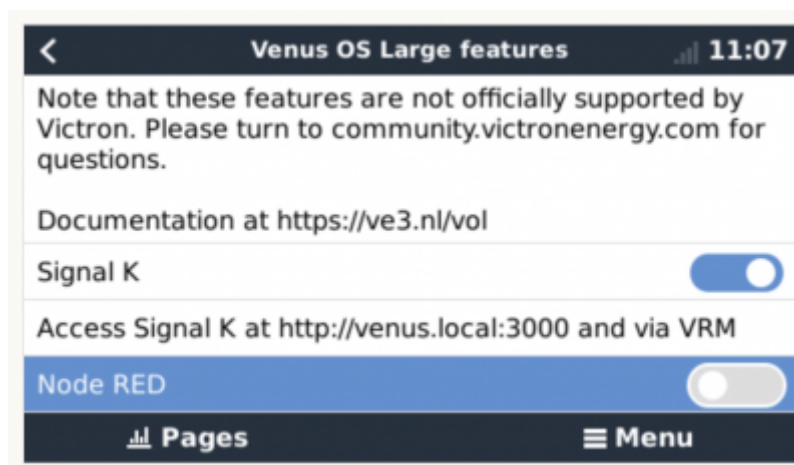 Venus OS Large features
11:07
Note that these features are not officially supported by
Victron. Please turn to community.victronenergy.com for
questions.
Documentation at https://ve3.nl/vol
Signal K
Access Signal K at http://venus.local:3000 and via VRM
Node RED
Pages
Menu